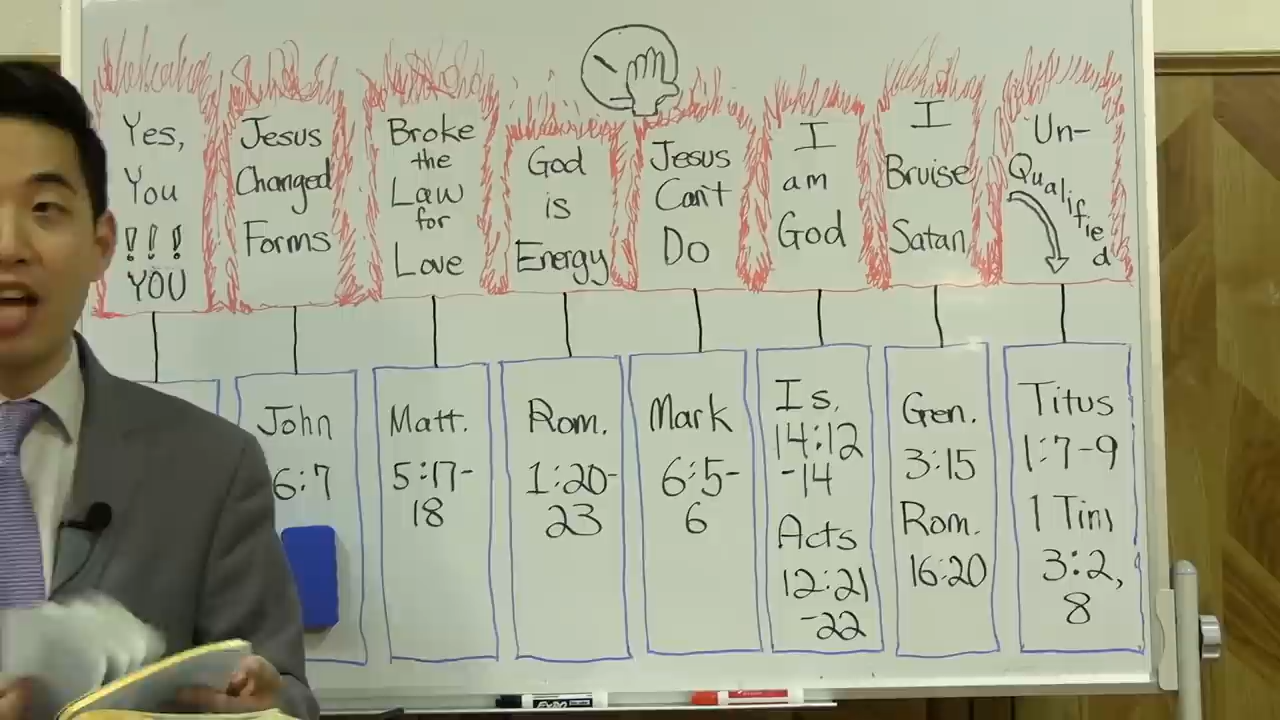 Yes,
You
!!!
YOU
Jesus
Changed
Forms
Broke
the
Law
for
Love
God
is
Energy
Jesus
Can't
Do
I
am
God
I
Bruise
Satan
Un-
Qualified
John
6:7
Matt.
5:17-
18
Rom.
1:20-
23
Mark
6:5-
6
Is.
14:12
-14
Acts
12:21
-22
Gen.
3:15
Rom.
16:20
Titus
1:7-9
1 Tim
3:2,
8
EXPO